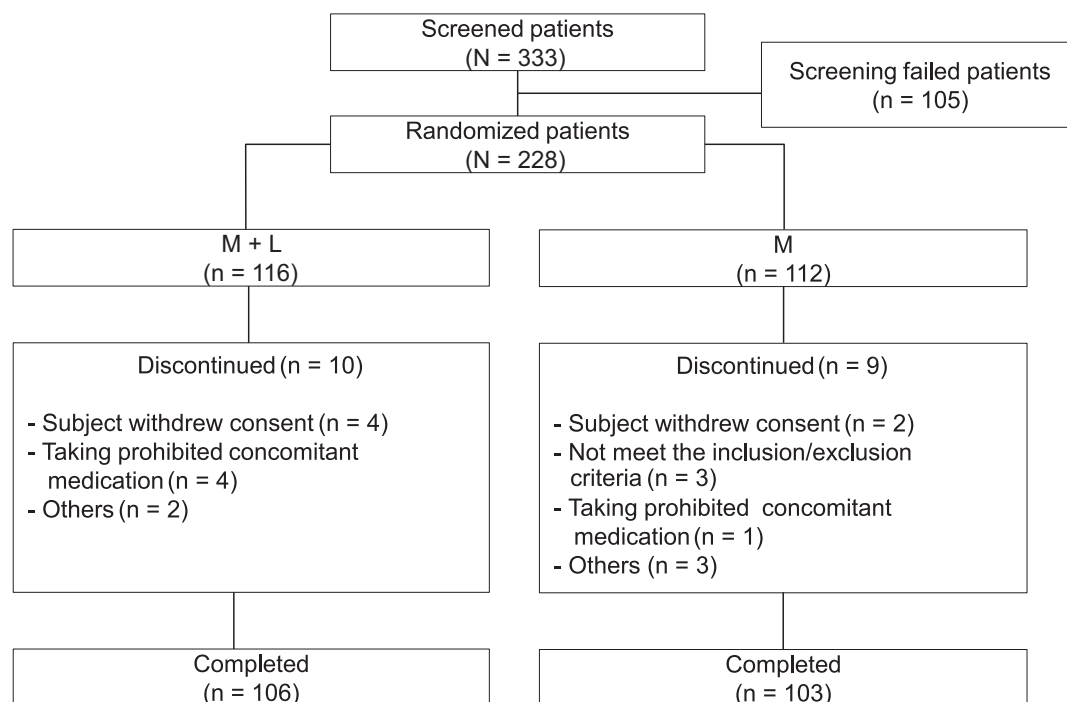 Screened patients
(N = 333)
Screening failed patients
(n = 105)
Randomized patients
(N = 228)
M + L
(n = 116)
M
(n = 112)
Discontinued (n = 10)
- Subject withdrew consent (n = 4)
- Taking prohibited concomitant
medication (n = 4)
- Others (n = 2)
Discontinued (n = 9)
- Subject withdrew consent (n = 2)
- Not meet the inclusion/exclusion
criteria (n = 3)
- Taking prohibited concomitant
medication (n = 1)
- Others (n = 3)
Completed
(n = 106)
Completed
(n = 103)